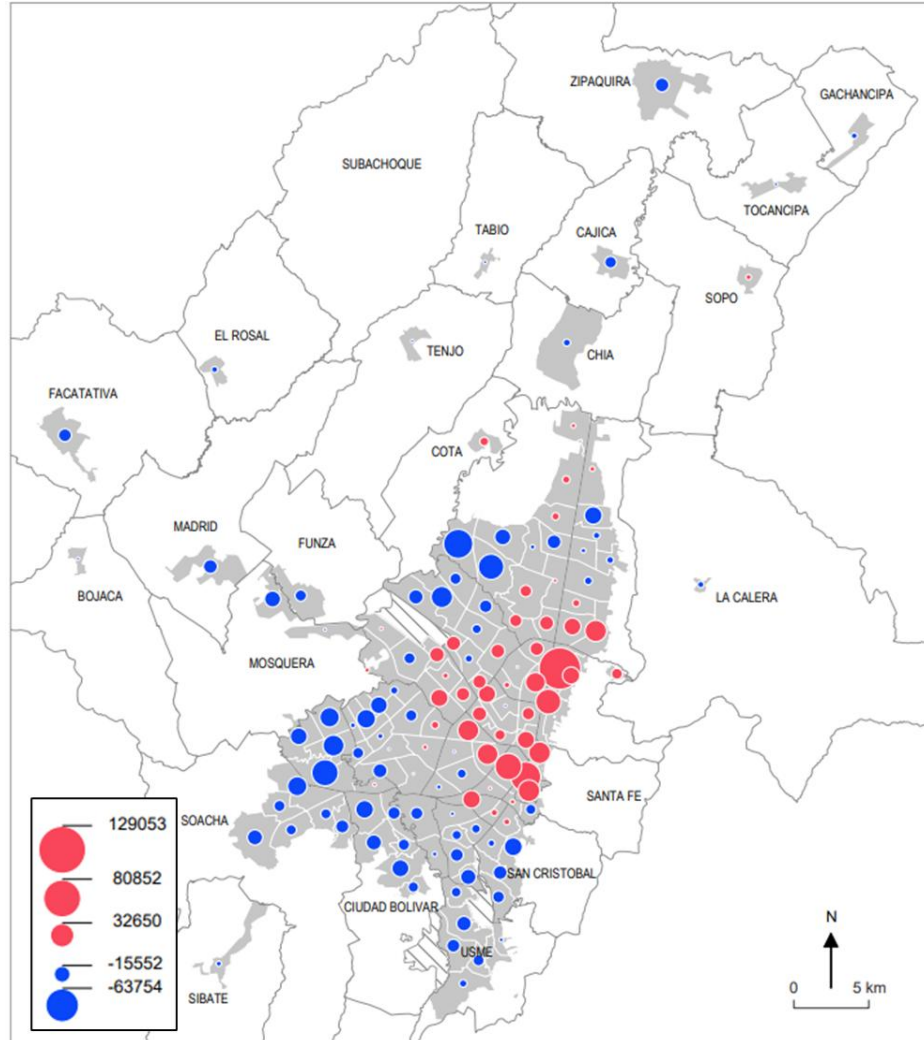 ZIPAQUIRA
GACHANCIPA
SUBACHOQUE
TOCANCIPA
TABIO
CAJICA
SOPO
EL ROSAL
TENJO
CHIA
FACATATIVA
COTA
MADRID
FUNZA
BOJACA
LA CALERA
MOSQUERA
SANTA FE
SOACHA
SAN CRISTOBAL
CIUDAD BOLIVAR
USME
SIBATE
129053
80852
32650
-15552
-63754
N
0 5 km